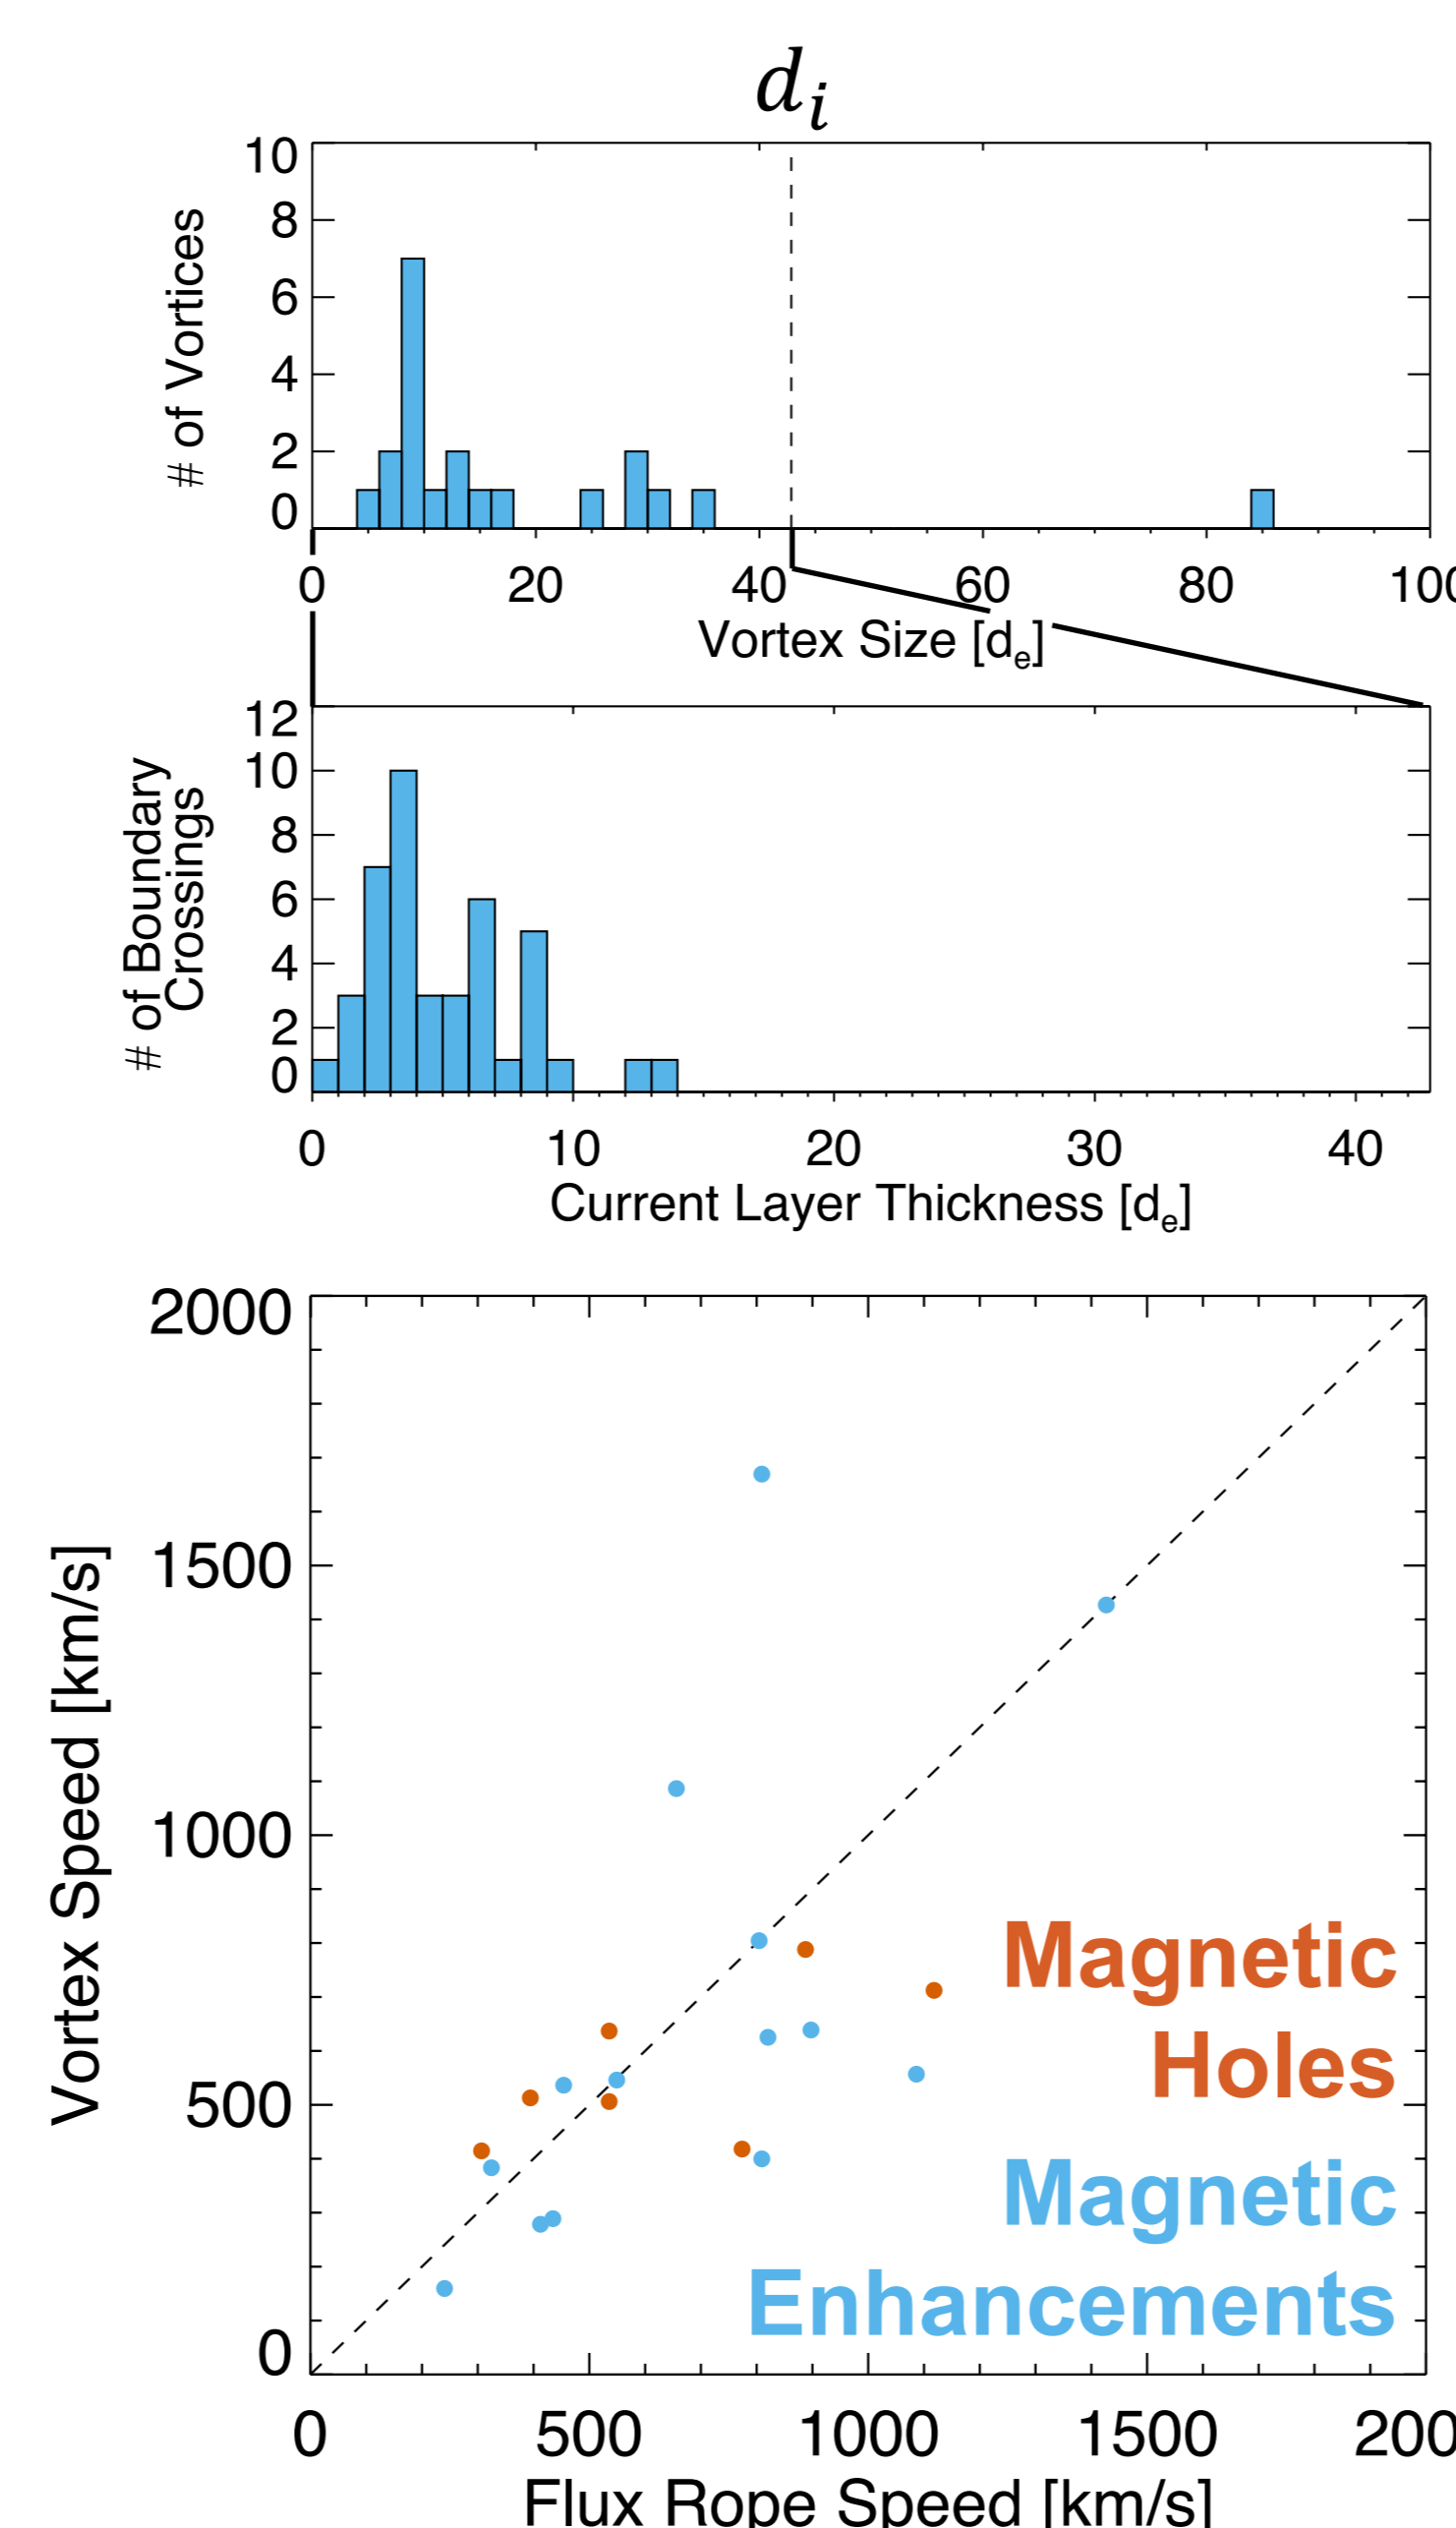 d_i
10
8
6
4
2
0
# of Vortices
0 20 40 60 80 100
Vortex Size [d_e]
12
10
8
6
4
2
0
# of Boundary
Crossings
0 10 20 30 40
Current Layer Thickness [d_e]
2000
1500
1000
500
0
Vortex Speed [km/s]
Magnetic
Holes
Magnetic
Enhancements
0 500 1000 1500 200
Flux Rope Speed [km/s]